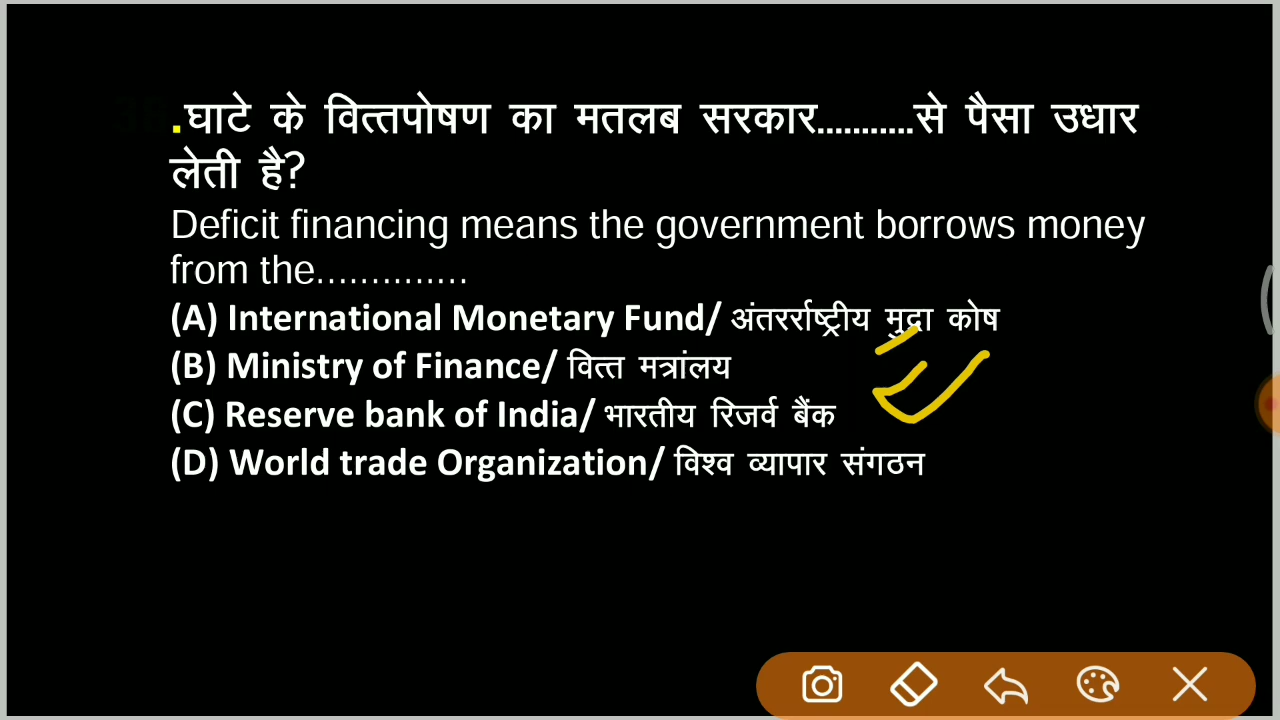 .घाटे के वित्तपोषण का मतलब सरकार...........से पैसा उधार
लेती है?
Deficit financing means the government borrows money
from the..............
(A) International Monetary Fund/ अंतरर्राष्ट्रीय मुद्रा कोष
(B) Ministry of Finance/ वित्त मत्रांलय
(C) Reserve bank of India/ भारतीय रिजर्व बैंक
(D) World trade Organization/ विश्व व्यापार संगठन